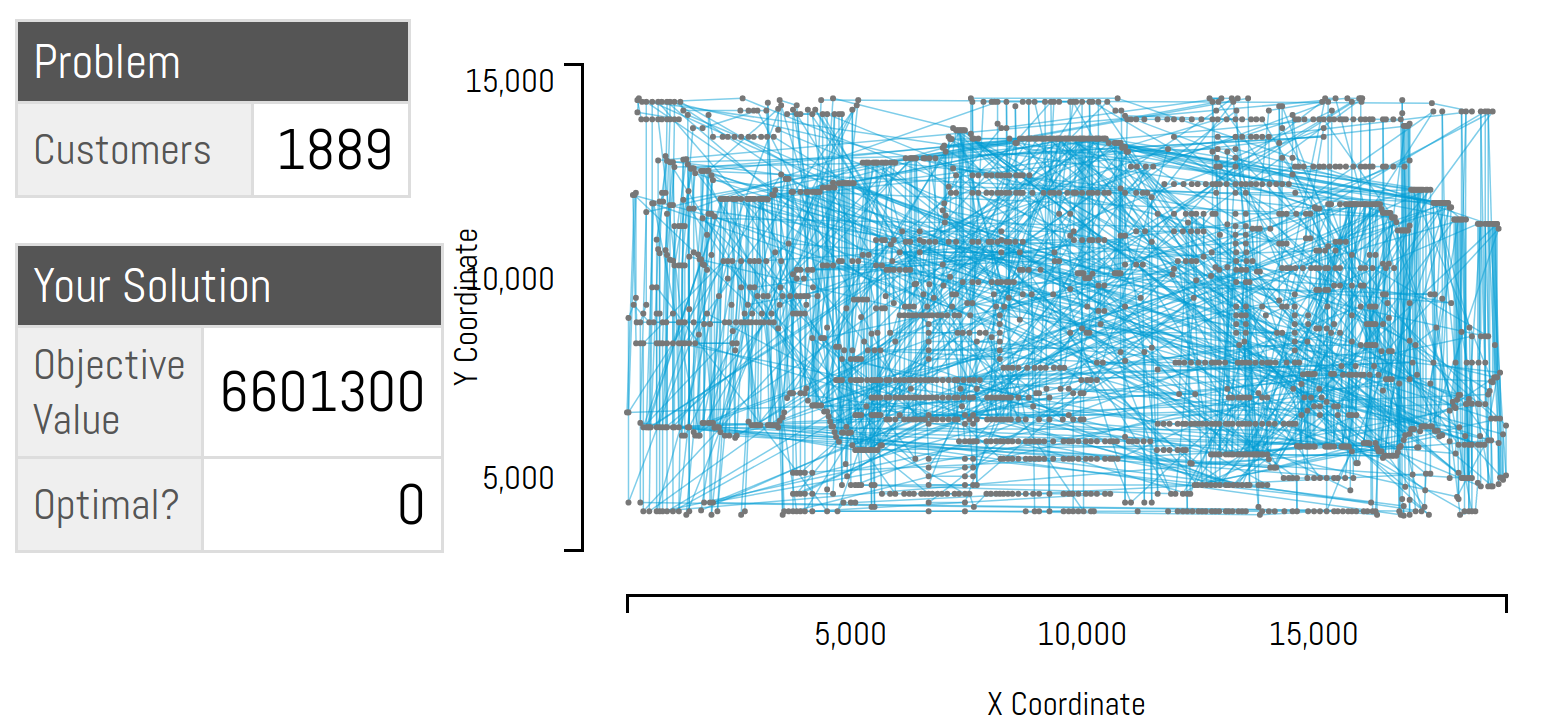 Problem
Customers 1889
Your Solution
Objective
Value
6601300
Optimal? 0
Y Coordinate
15,000
10,000
5,000
5,000 10,000 15,000
X Coordinate